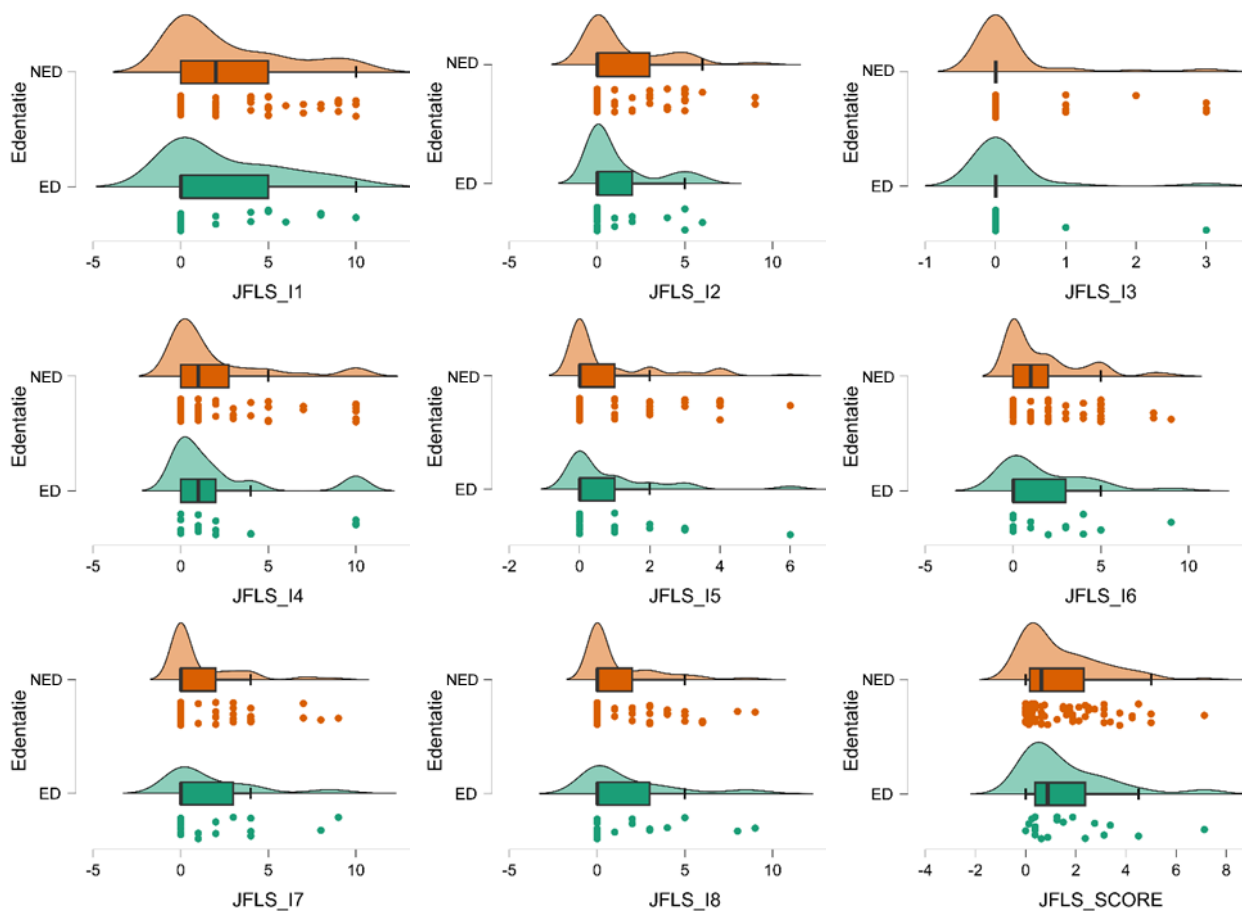 Edentatie
NED
ED
-5 0 5 10
JFLS_I1
Edentatie
NED
ED
-5 0 5 10
JFLS_I2
Edentatie
NED
ED
-1 0 1 2 3
JFLS_I3
Edentatie
NED
ED
-5 0 5 10
JFLS_I4
Edentatie
NED
ED
-2 0 2 4 6
JFLS_I5
Edentatie
NED
ED
-5 0 5 10
JFLS_I6
Edentatie
NED
ED
-5 0 5 10
JFLS_I7
Edentatie
NED
ED
-5 0 5 10
JFLS_I8
Edentatie
NED
ED
-4 -2 0 2 4 6 8
JFLS_SCORE